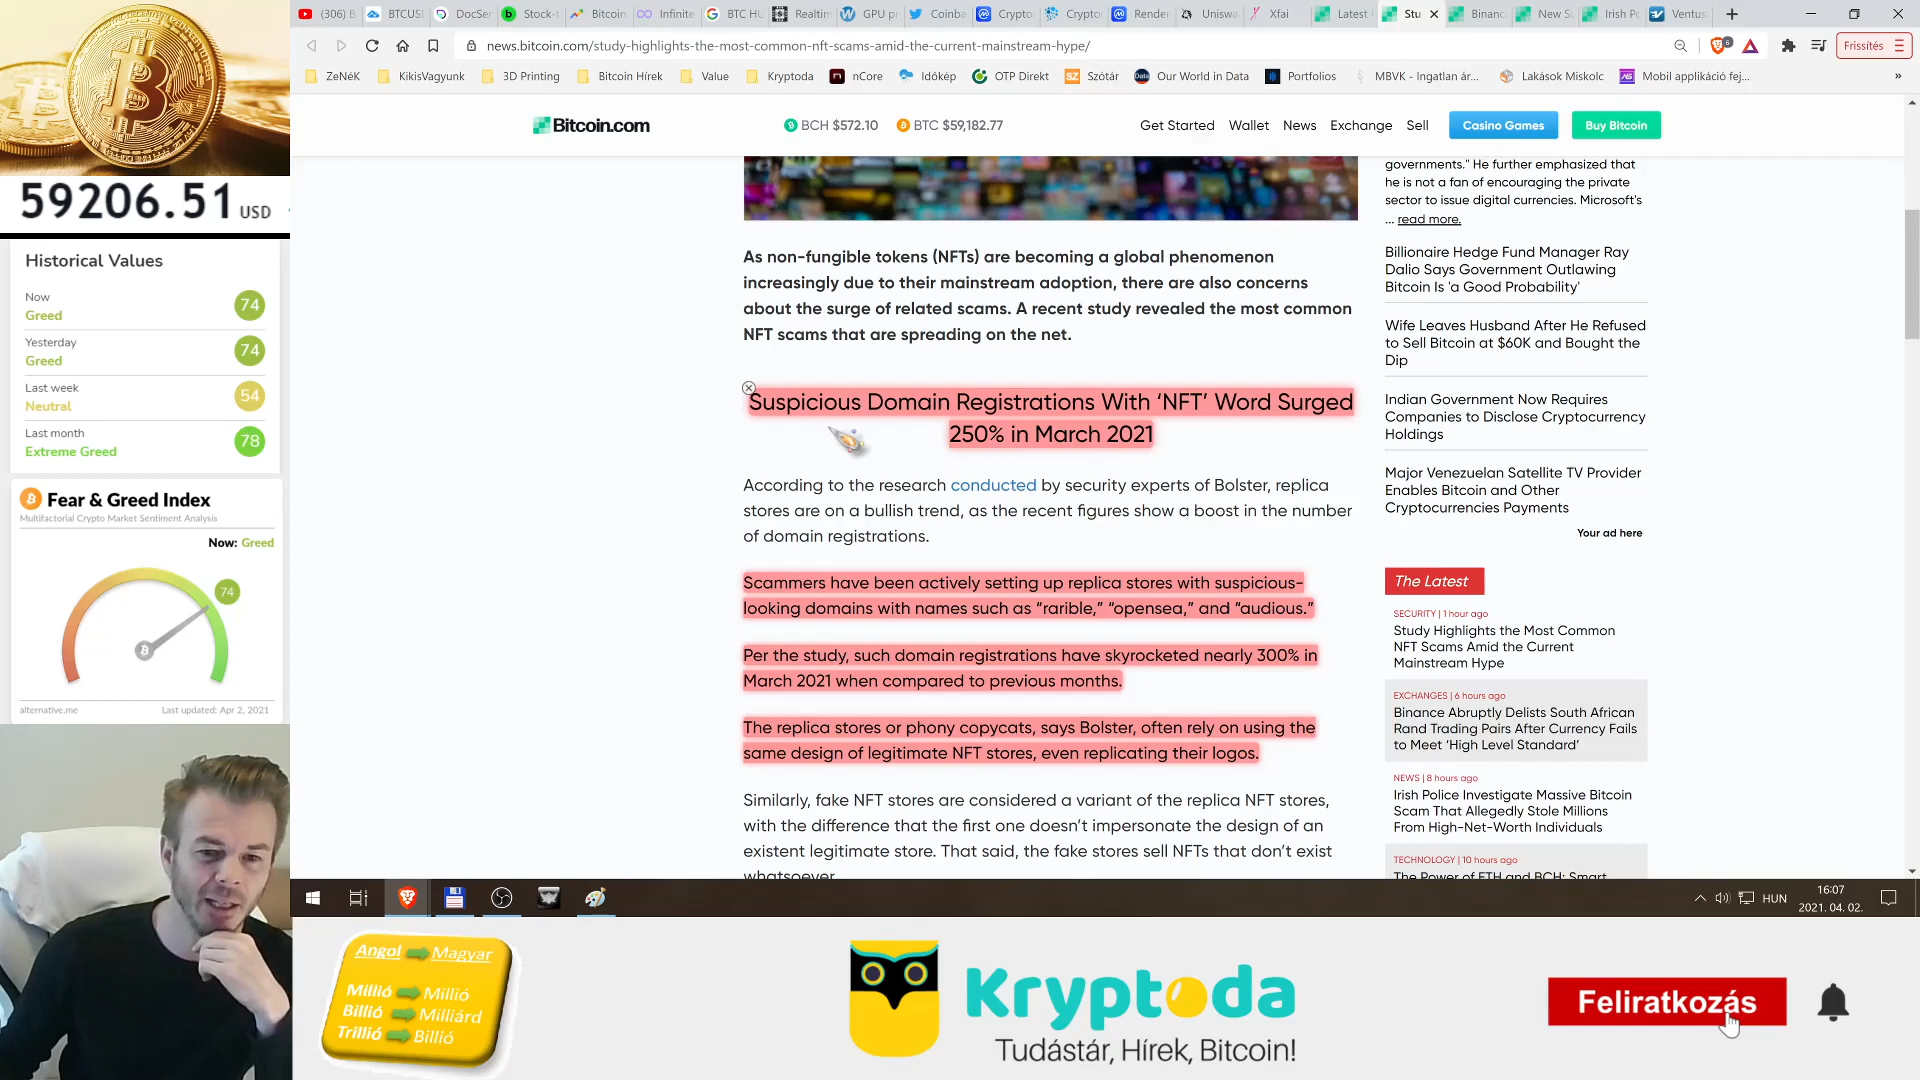 (306) B
BTCUSI
DocSer
Stock-t
Bitcoin.
Infinite
BTC HU
Realtim
GPU pr
Coinba
Crypto
Crypto
Render
Uniswa
Xfai
Latest
Stu
Binanc
New S
Irish P
Ventus
news.bitcoin.com/study-highlights-the-most-common-nft-scams-amid-the-current-mainstream-hype/
6
Frissítés
ZeNéK
KikisVagyunk
3D Printing
Bitcoin Hírek
Value
Kryptoda
nCore
Időkép
OTP Direkt
SZ Szótár
Our World in Data
Portfolios
MBVK - Ingatlan ár...
Lakások Miskolc
Mobil applikáció fej...
»
Bitcoin.com
BCH $572.10
BTC $59,182.77
Get Started
Wallet
News
Exchange
Sell
Casino Games
Buy Bitcoin
As non-fungible tokens (NFTs) are becoming a global phenomenon
increasingly due to their mainstream adoption, there are also concerns
about the surge of related scams. A recent study revealed the most common
NFT scams that are spreading on the net.
Suspicious Domain Registrations With ‘NFT’ Word Surged
250% in March 2021
According to the research conducted by security experts of Bolster, replica
stores are on a bullish trend, as the recent figures show a boost in the number
of domain registrations.
Scammers have been actively setting up replica stores with suspicious-
looking domains with names such as “rarible,” “opensea,” and “audious.”
Per the study, such domain registrations have skyrocketed nearly 300% in
March 2021 when compared to previous months.
The replica stores or phony copycats, says Bolster, often rely on using the
same design of legitimate NFT stores, even replicating their logos.
Similarly, fake NFT stores are considered a variant of the replica NFT stores,
with the difference that the first one doesn’t impersonate the design of an
existent legitimate store. That said, the fake stores sell NFTs that don’t exist
whatsoever.
governments." He further emphasized that
he is not a fan of encouraging the private
sector to issue digital currencies. Microsoft's
... read more.
Billionaire Hedge Fund Manager Ray
Dalio Says Government Outlawing
Bitcoin Is 'a Good Probability'
Wife Leaves Husband After He Refused
to Sell Bitcoin at $60K and Bought the
Dip
Indian Government Now Requires
Companies to Disclose Cryptocurrency
Holdings
Major Venezuelan Satellite TV Provider
Enables Bitcoin and Other
Cryptocurrencies Payments
Your ad here
The Latest
SECURITY | 1 hour ago
Study Highlights the Most Common
NFT Scams Amid the Current
Mainstream Hype
EXCHANGES | 6 hours ago
Binance Abruptly Delists South African
Rand Trading Pairs After Currency Fails
to Meet ‘High Level Standard’
NEWS | 8 hours ago
Irish Police Investigate Massive Bitcoin
Scam That Allegedly Stole Millions
From High-Net-Worth Individuals
TECHNOLOGY | 10 hours ago
The Power of ETH and BCH: Smart
59206.51 USD
Historical Values
Now
Greed
74
Yesterday
Greed
74
Last week
Neutral
54
Last month
Extreme Greed
78
Fear & Greed Index
Multifactorial Crypto Market Sentiment Analysis
Now: Greed
74
alternative.me
Last updated: Apr 2, 2021
HUN
16:07
2021. 04. 02.
Angol Magyar
Millió Millió
Billió Milliárd
Trillió Billió
Kryptoda
Tudástár, Hírek, Bitcoin!
Feliratkozás